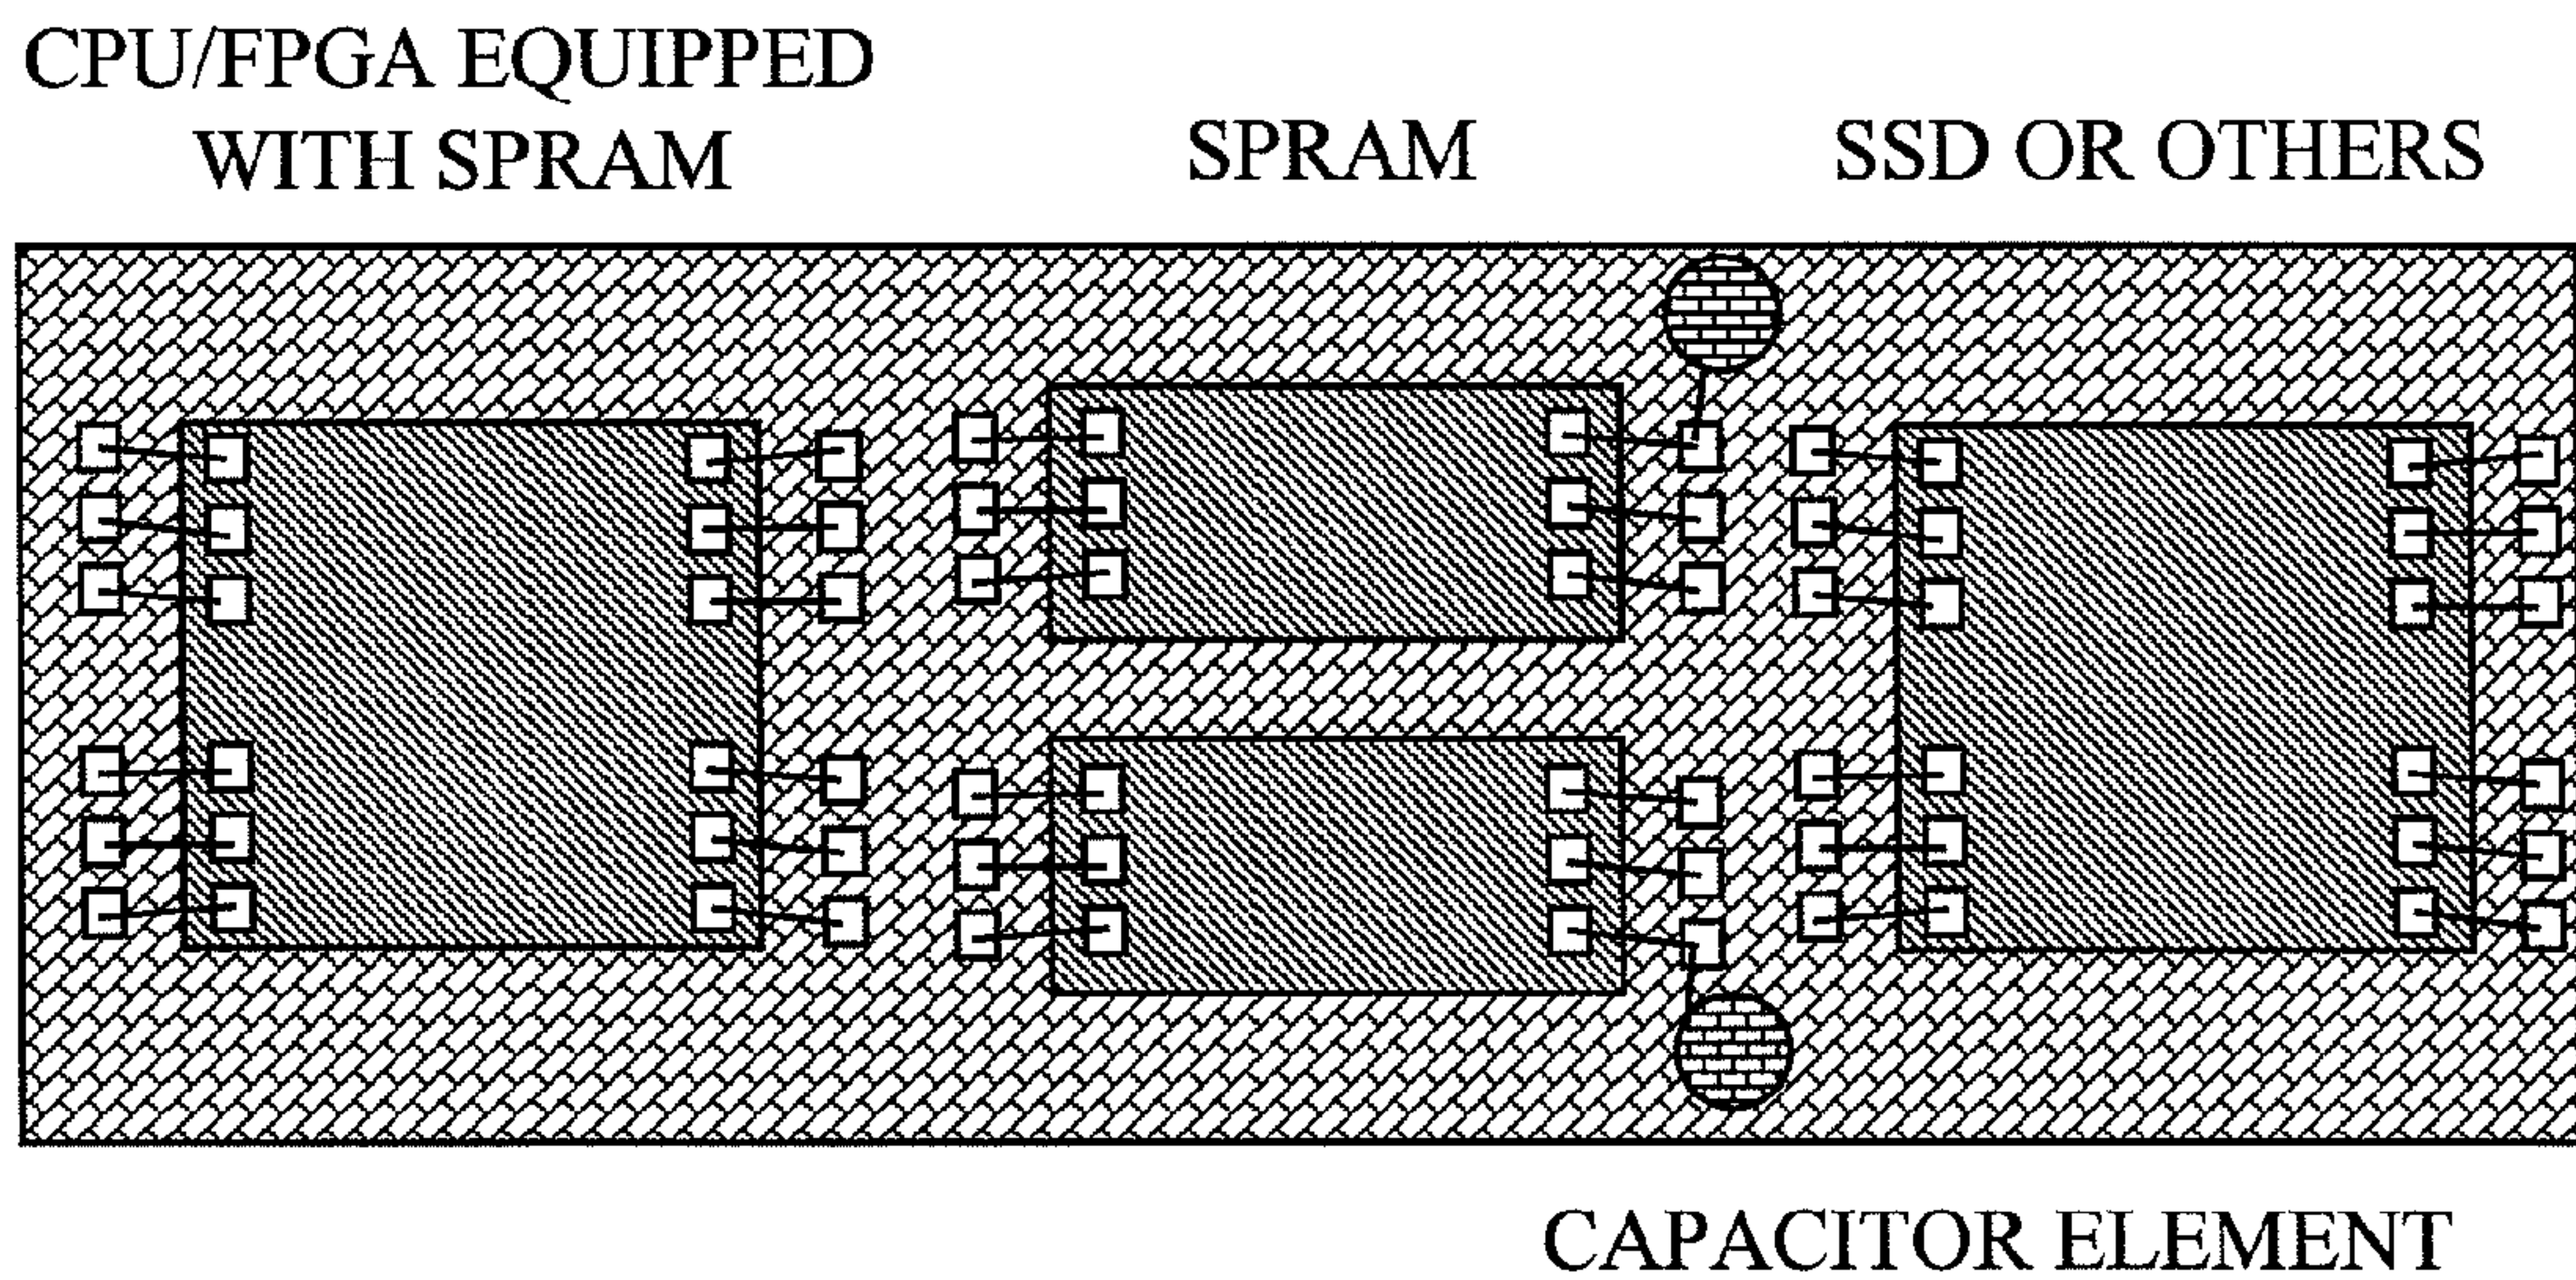 CPU/FPGA EQUIPPED
WITH SPRAM
SPRAM
SSD OR OTHERS
CAPACITOR ELEMENT